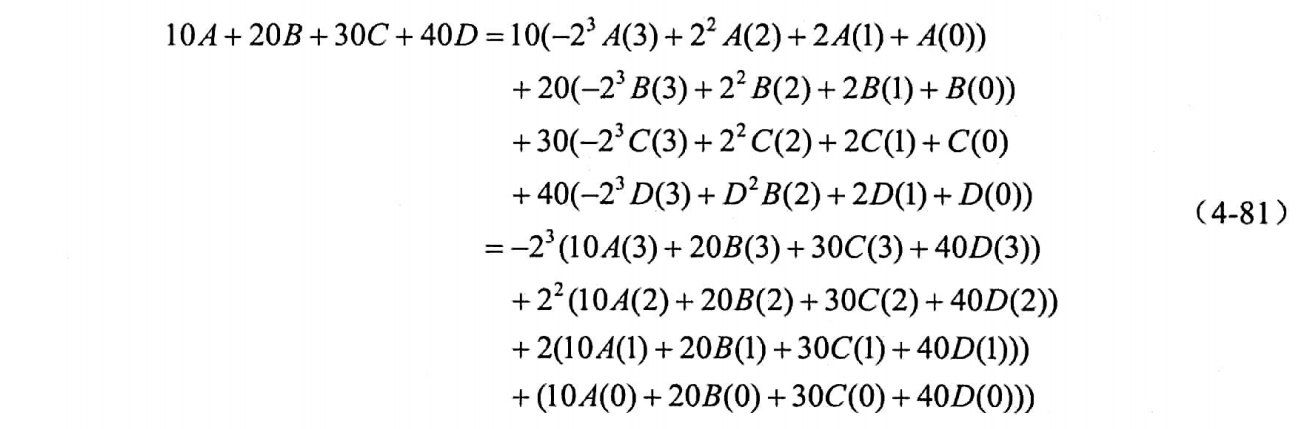 10A+20B+30C+40D=10(−2³A(3)+2²A(2)+2A(1)+A(0))
+20(−2³B(3)+2²B(2)+2B(1)+B(0))
+30(−2³C(3)+2²C(2)+2C(1)+C(0)
+40(−2³D(3)+D²B(2)+2D(1)+D(0))
（4-81）
=−2³(10A(3)+20B(3)+30C(3)+40D(3))
+2²(10A(2)+20B(2)+30C(2)+40D(2))
+2(10A(1)+20B(1)+30C(1)+40D(1)))
+(10A(0)+20B(0)+30C(0)+40D(0)))